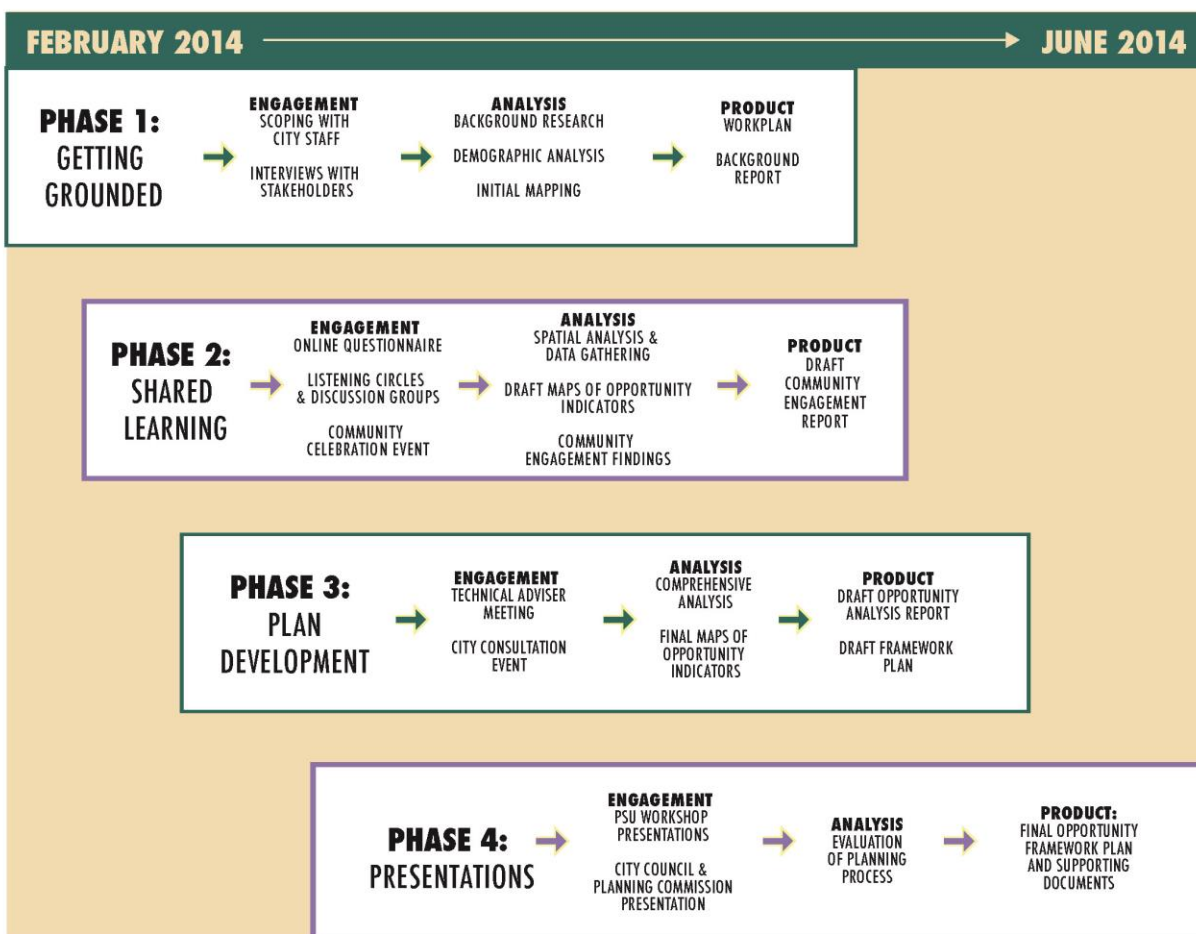 FEBRUARY 2014
JUNE 2014
PHASE 1:
GETTING
GROUNDED
ENGAGEMENT
SCOPING WITH
CITY STAFF
INTERVIEWS WITH
STAKEHOLDERS
ANALYSIS
BACKGROUND RESEARCH
DEMOGRAPHIC ANALYSIS
INITIAL MAPPING
PRODUCT
WORKPLAN
BACKGROUND
REPORT
PHASE 2:
SHARED
LEARNING
ENGAGEMENT
ONLINE QUESTIONNAIRE
LISTENING CIRCLES
& DISCUSSION GROUPS
COMMUNITY
CELEBRATION EVENT
ANALYSIS
SPATIAL ANALYSIS &
DATA GATHERING
DRAFT MAPS OF OPPORTUNITY
INDICATORS
COMMUNITY
ENGAGEMENT FINDINGS
PRODUCT
DRAFT
COMMUNITY
ENGAGEMENT
REPORT
PHASE 3:
PLAN
DEVELOPMENT
ENGAGEMENT
TECHNICAL ADVISER
MEETING
CITY CONSULTATION
EVENT
ANALYSIS
COMPREHENSIVE
ANALYSIS
FINAL MAPS OF
OPPORTUNITY
INDICATORS
PRODUCT
DRAFT OPPORTUNITY
ANALYSIS REPORT
DRAFT FRAMEWORK
PLAN
PHASE 4:
PRESENTATIONS
ENGAGEMENT
PSU WORKSHOP
PRESENTATIONS
CITY COUNCIL &
PLANNING COMMISSION
PRESENTATION
ANALYSIS
EVALUATION
OF PLANNING
PROCESS
PRODUCT:
FINAL OPPORTUNITY
FRAMEWORK PLAN
AND SUPPORTING
DOCUMENTS